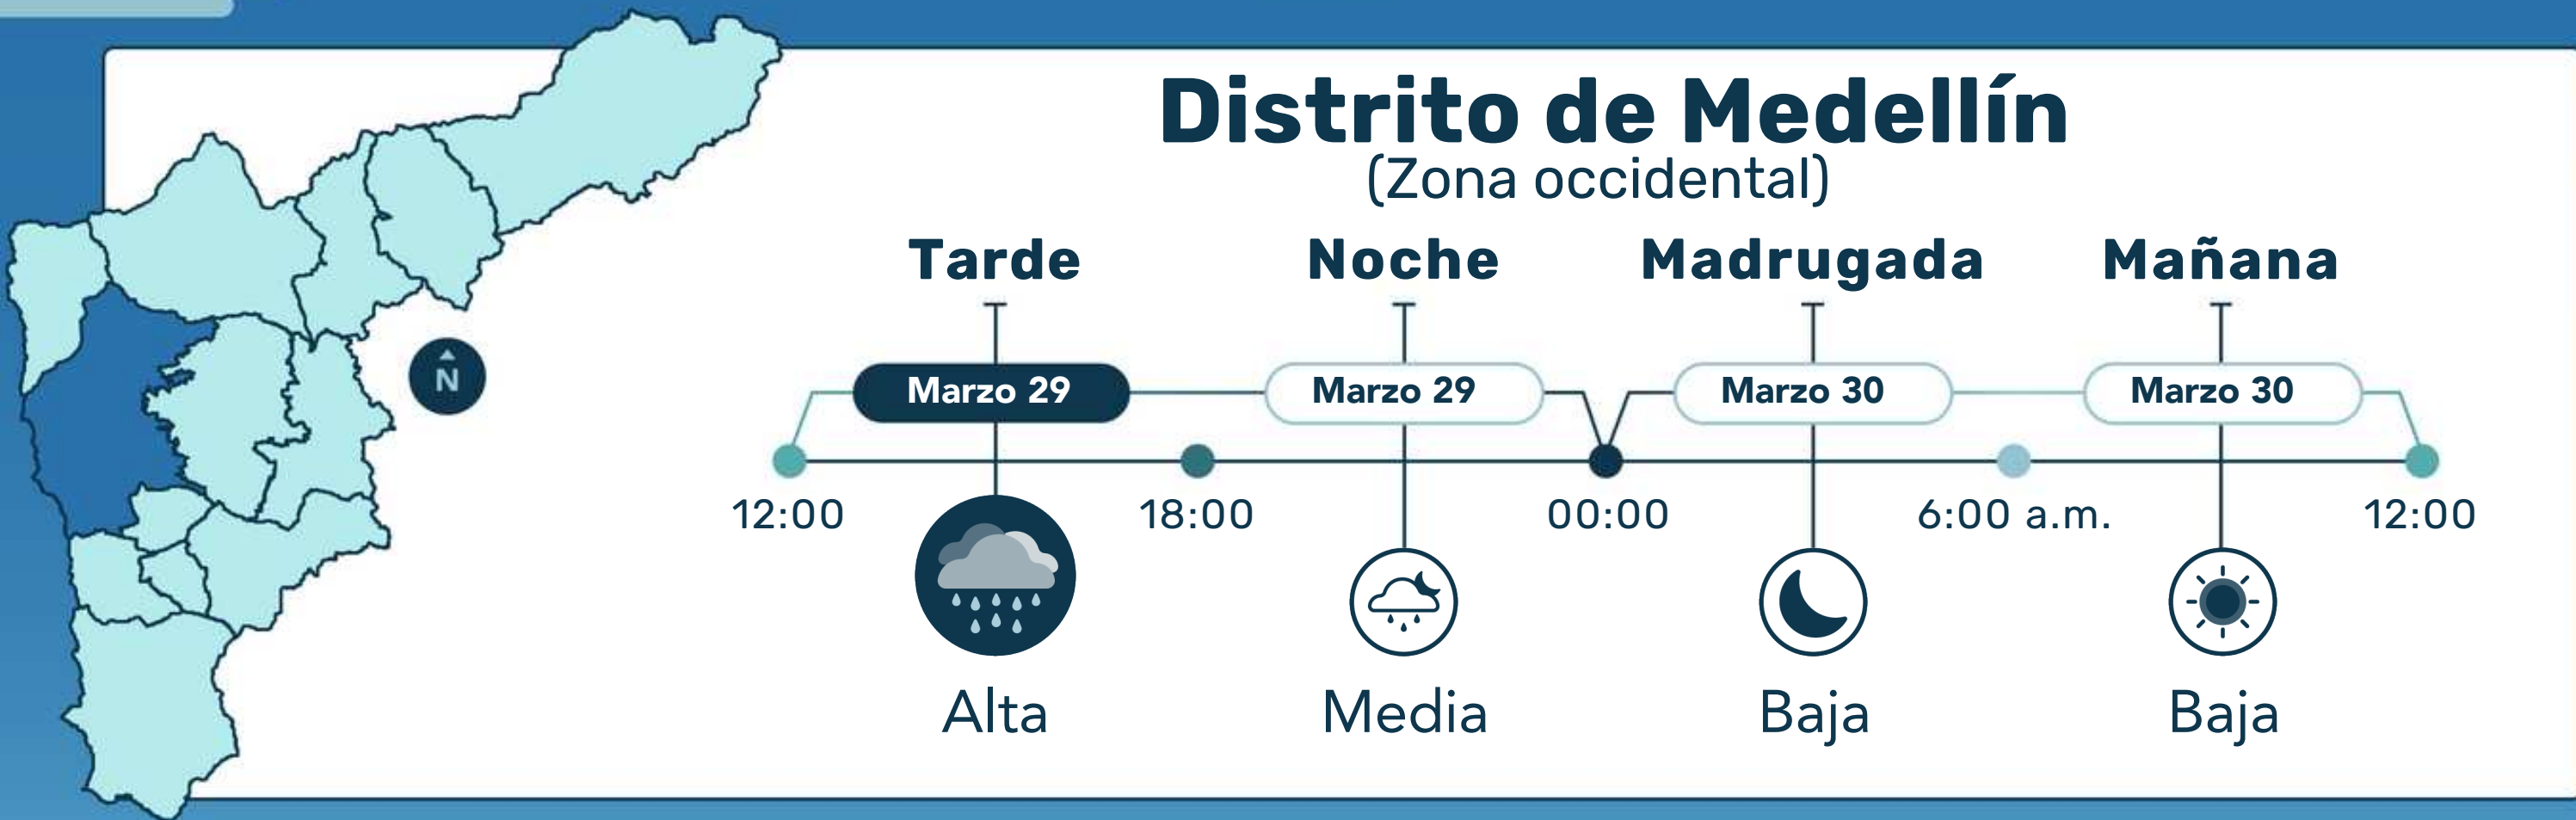 Distrito de Medellín
(Zona occidental)
Tarde Noche Madrugada Mañana
Marzo 29 Marzo 29 Marzo 30 Marzo 30
N
12:00 18:00 00:00 6:00 a.m. 12:00
Alta Media Baja Baja